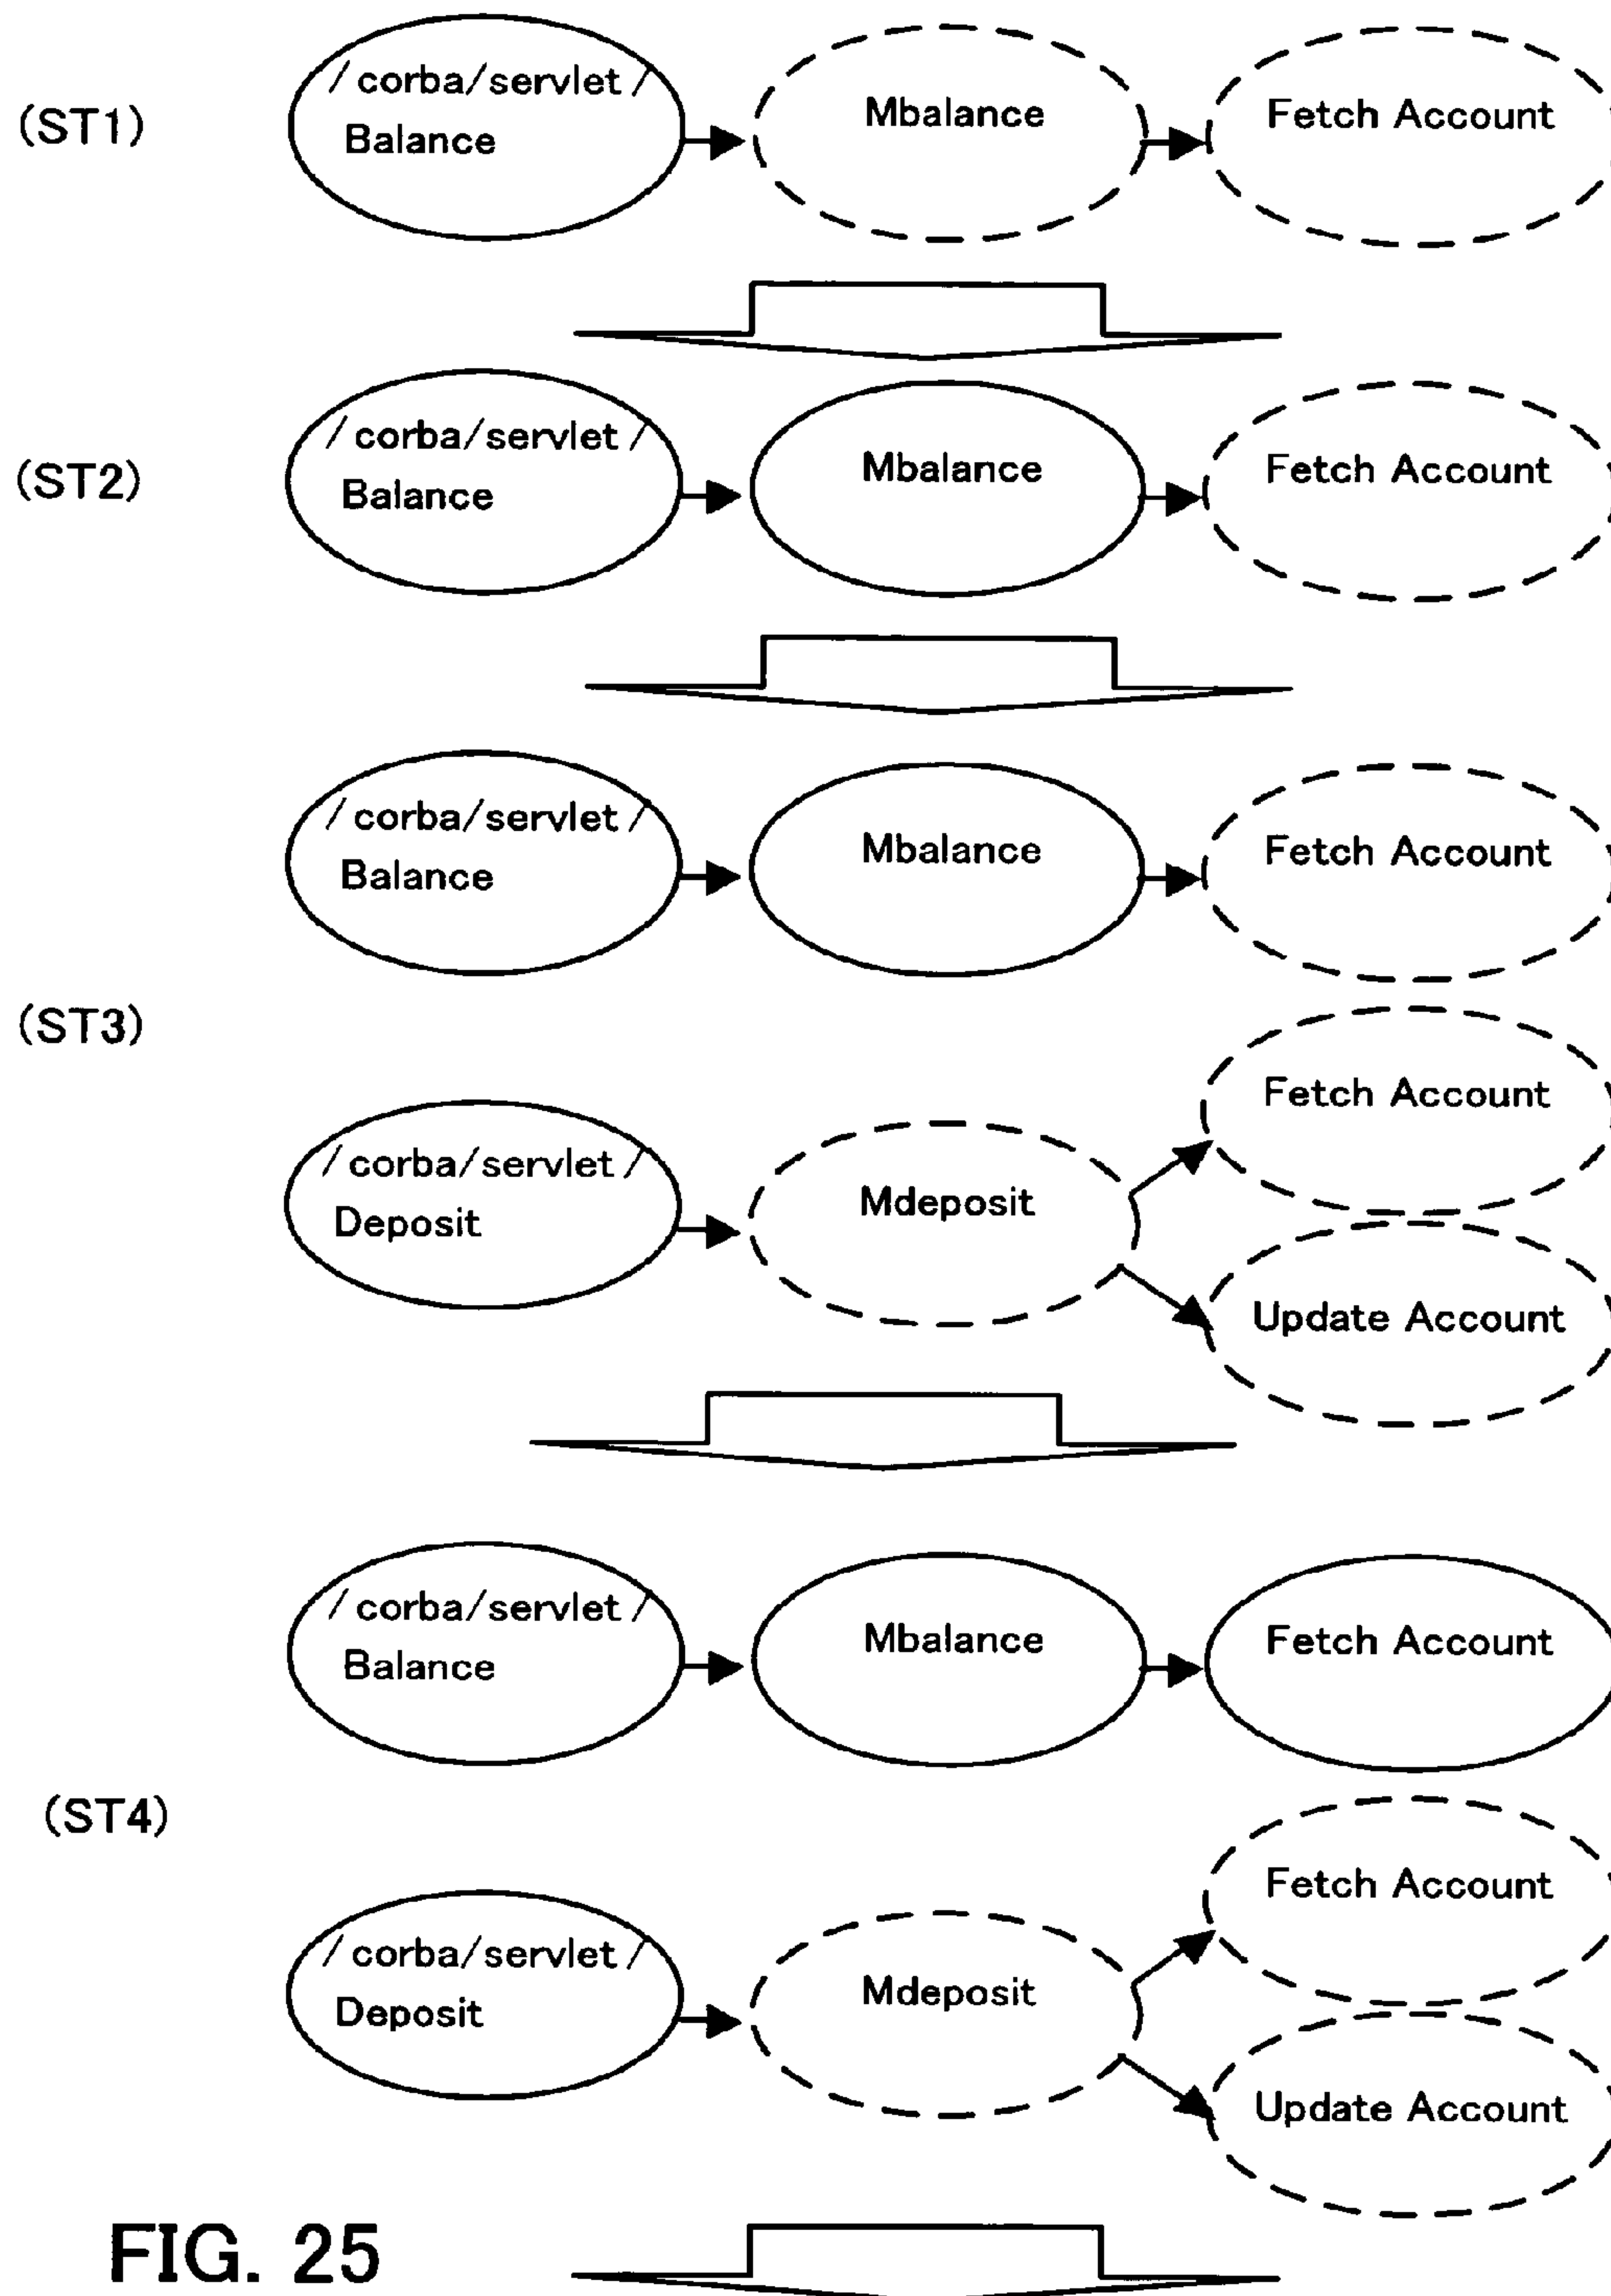 (ST1)
/corba/servlet/
Balance
Mbalance
Fetch Account
(ST2)
/corba/servlet/
Balance
Mbalance
Fetch Account
(ST3)
/corba/servlet/
Balance
Mbalance
Fetch Account
/corba/servlet/
Deposit
Mdeposit
Fetch Account
Update Account
(ST4)
/corba/servlet/
Balance
Mbalance
Fetch Account
/corba/servlet/
Deposit
Mdeposit
Fetch Account
Update Account
FIG. 25